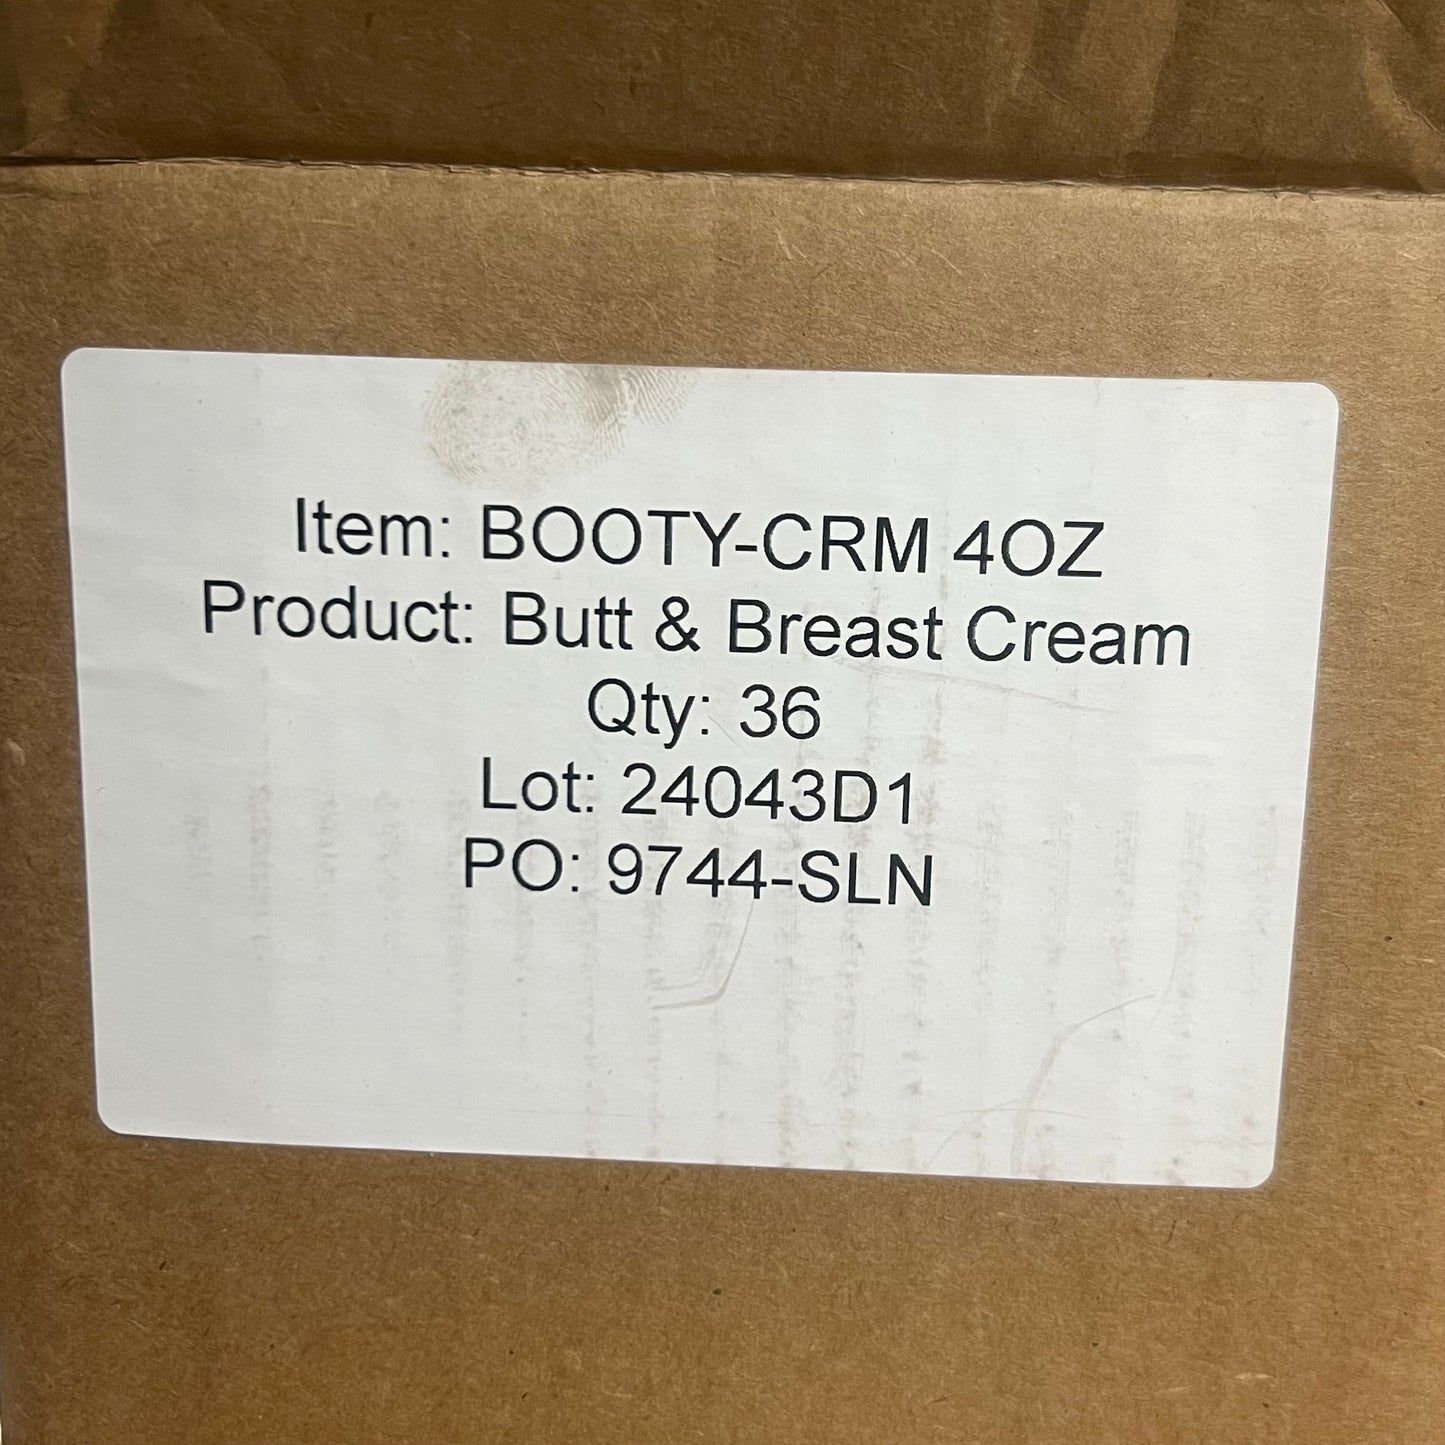 Item: BOOTY-CRM 4OZ
Product: Butt & Breast Cream
Qty: 36
Lot: 24043D1
PO: 9744-SLN